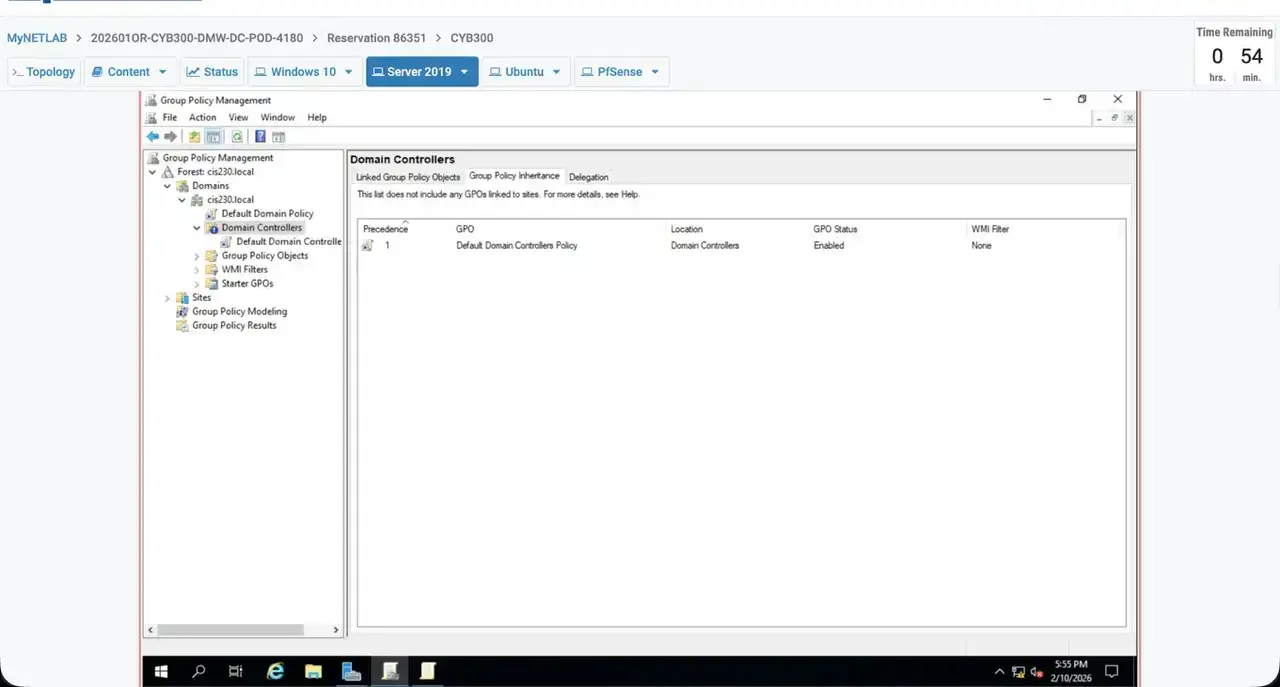 MyNETLAB > 202601OR-CYB300-DMW-DC-POD-4180 > Reservation 86351 > CYB300
Time Remaining
0 54
hrs. min.
>_ Topology Content Status Windows 10 Server 2019 Ubuntu PfSense
Group Policy Management
File Action View Window Help
Group Policy Management
Forest: cis230.local
Domains
cis230.local
Default Domain Policy
Domain Controllers
Default Domain Controlle
Group Policy Objects
WMI Filters
Starter GPOs
Sites
Group Policy Modeling
Group Policy Results
Domain Controllers
Linked Group Policy Objects Group Policy Inheritance Delegation
This list does not include any GPOs linked to sites. For more details, see Help.
Precedence GPO Location GPO Status WMI Filter
1 Default Domain Controllers Policy Domain Controllers Enabled None
5:55 PM
2/10/2026